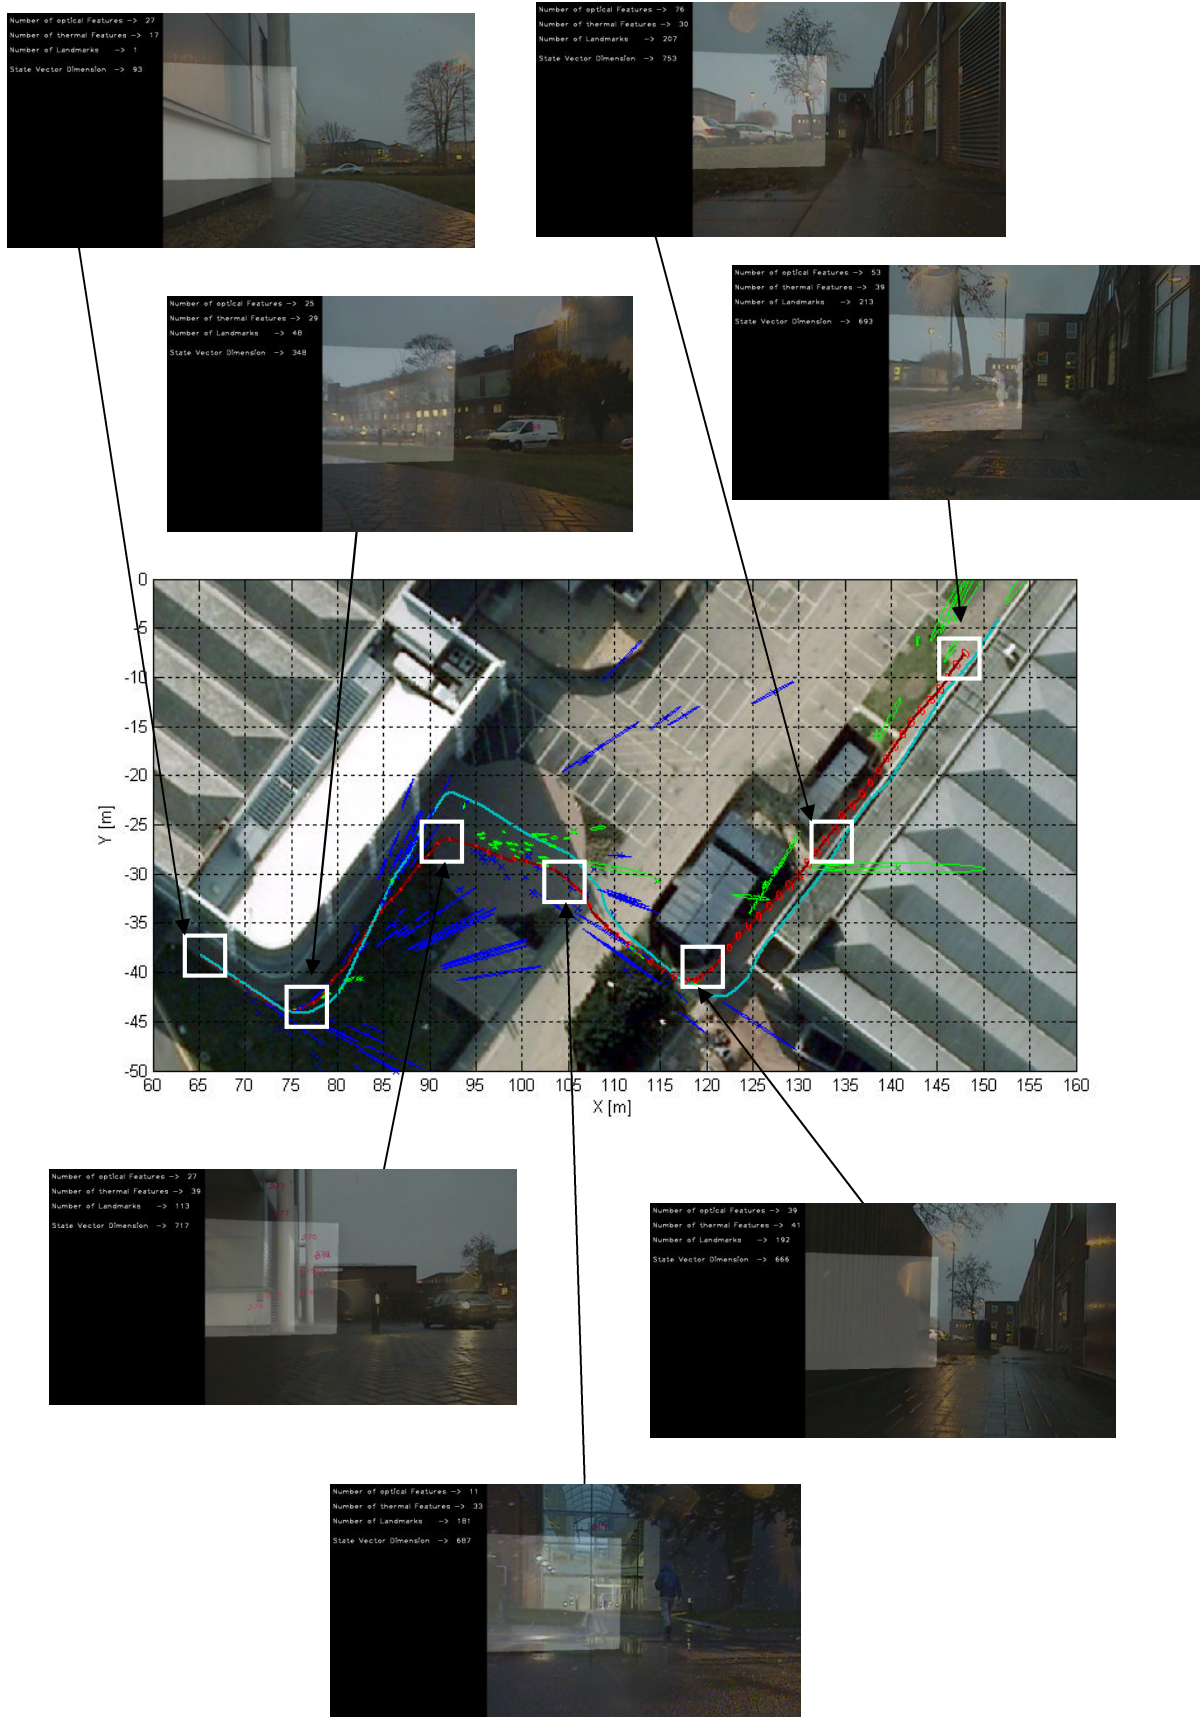 Number of optical Features -> 27
Number of thermal Features -> 17
Number of Landmarks -> 1
State Vector Dimension -> 93
Number of optical Features -> 76
Number of thermal Features -> 30
Number of Landmarks -> 207
State Vector Dimension -> 753
Number of optical Features -> 53
Number of thermal Features -> 39
Number of Landmarks -> 213
State Vector Dimension -> 693
Number of optical Features -> 25
Number of thermal Features -> 29
Number of Landmarks -> 48
State Vector Dimension -> 348
0
-5
-10
-15
-20
-25
-30
-35
-40
-45
-50
Y [m]
60 65 70 75 80 85 90 95 100 105 110 115 120 125 130 135 140 145 150 155 160
X [m]
Number of optical Features -> 27
Number of thermal Features -> 39
Number of Landmarks -> 113
State Vector Dimension -> 717
Number of optical Features -> 39
Number of thermal Features -> 41
Number of Landmarks -> 192
State Vector Dimension -> 666
Number of optical Features -> 11
Number of thermal Features -> 33
Number of Landmarks -> 181
State Vector Dimension -> 687